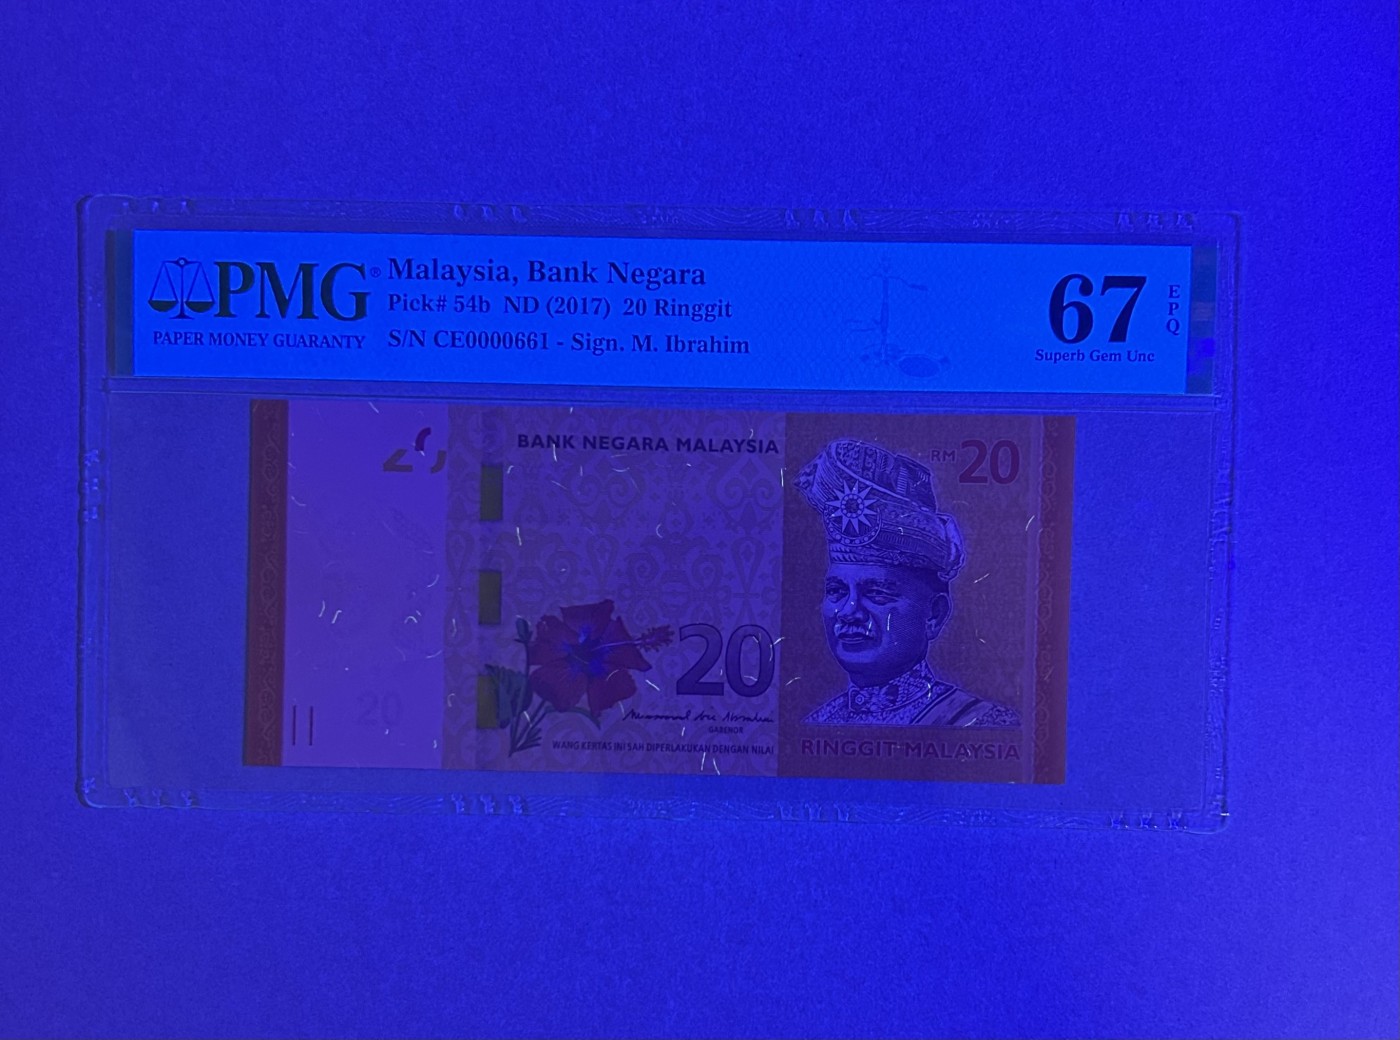 PMG®
PAPER MONEY GUARANTY
Malaysia, Bank Negara
Pick# 54b ND (2017) 20 Ringgit
S/N CE0000661 - Sign. M. Ibrahim
67
EPQ
Superb Gem Unc
BANK NEGARA MALAYSIA
RM20
20
20
GABENOR
WANG KERTAS INI SAH DIPERLAKUKAN DENGAN NILAI
RINGGIT MALAYSIA